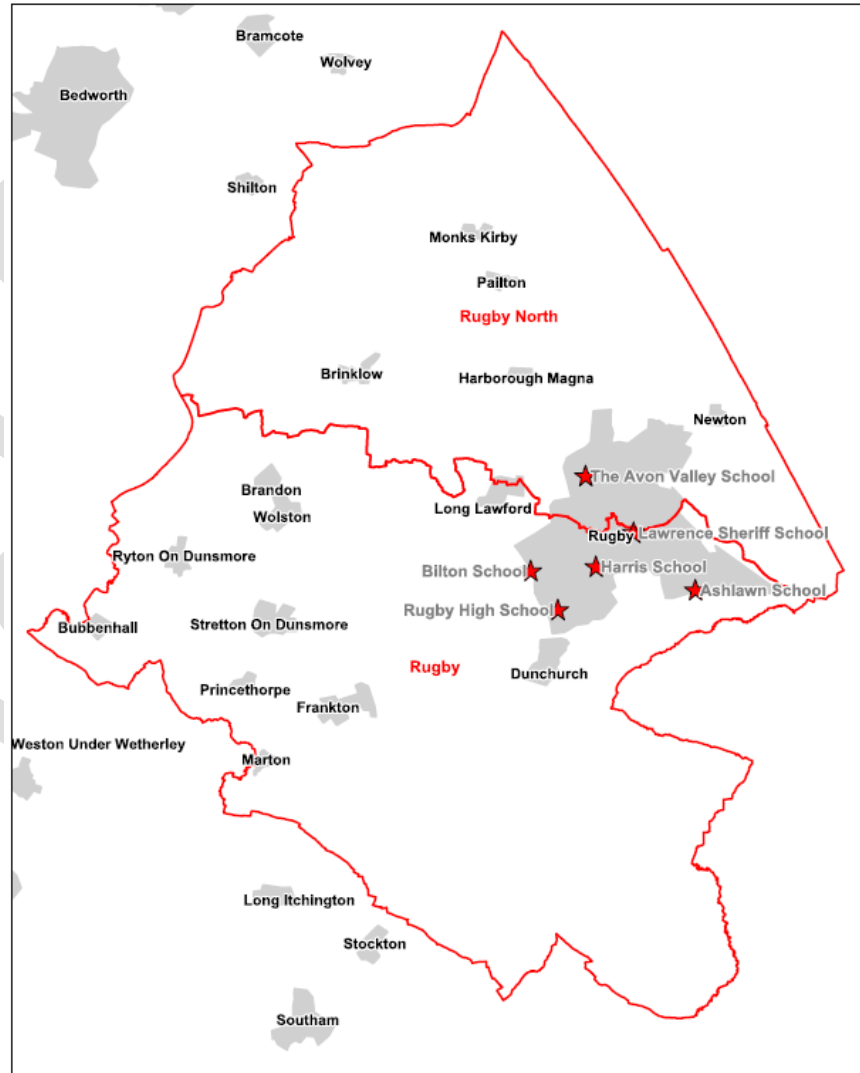 Bramcote
Wolvey
Bedworth
Shilton
Monks Kirby
Pailton
Rugby North
Brinklow
Harborough Magna
Newton
The Avon Valley School
Brandon
Long Lawford
Wolston
Rugby
Lawrence Sheriff School
Ryton On Dunsmore
Bilton School
Harris School
Ashlawn School
Rugby High School
Bubbenhall
Stretton On Dunsmore
Rugby
Dunchurch
Princethorpe
Frankton
Weston Under Wetherley
Marton
Long Itchington
Stockton
Southam